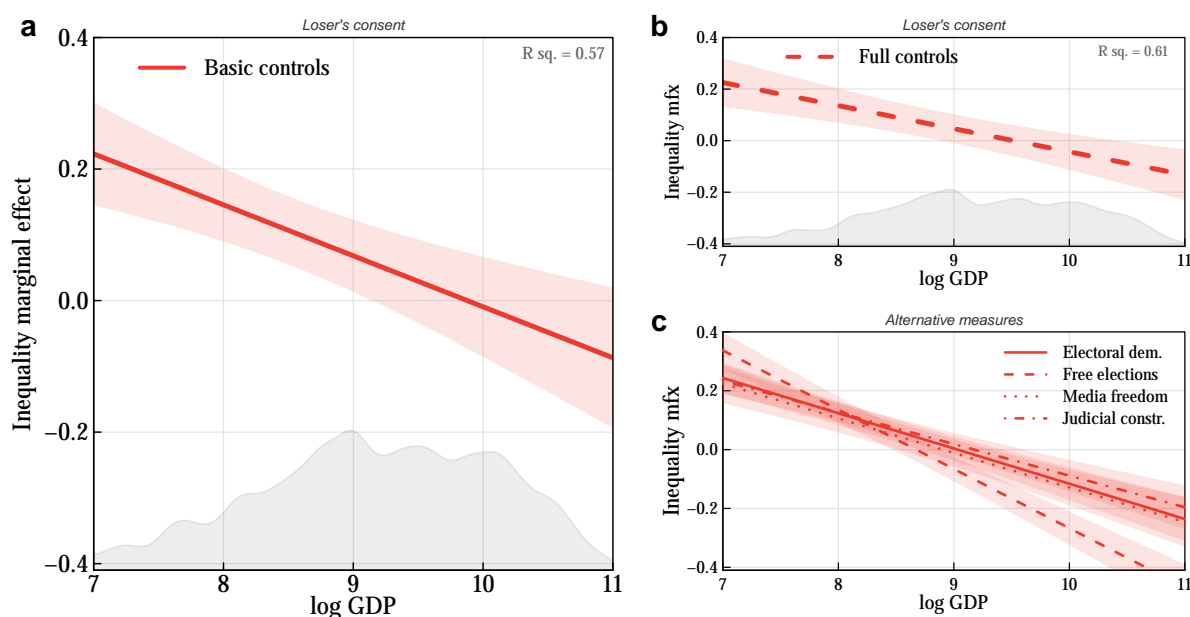 a
Loser's consent
R sq. = 0.57
Basic controls
Inequality marginal effect
0.4
0.2
0.0
−0.2
−0.4
7 8 9 10 11
log GDP
b
Loser's consent
R sq. = 0.61
Full controls
Inequality mfx
0.4
0.2
0.0
−0.2
−0.4
7 8 9 10 11
log GDP
c
Alternative measures
Electoral dem.
Free elections
Media freedom
Judicial constr.
Inequality mfx
0.4
0.2
0.0
−0.2
−0.4
7 8 9 10 11
log GDP